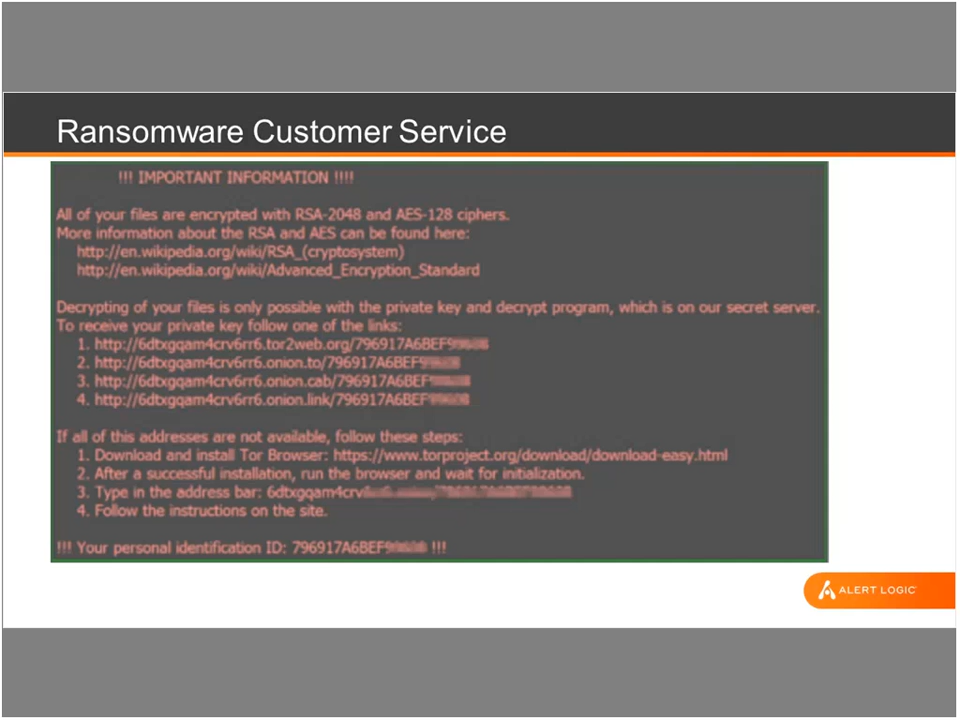 Ransomware Customer Service
!!! IMPORTANT INFORMATION !!!!
All of your files are encrypted with RSA-2048 and AES-128 ciphers.
More information about the RSA and AES can be found here:
http://en.wikipedia.org/wiki/RSA_(cryptosystem)
http://en.wikipedia.org/wiki/Advanced_Encryption_Standard
Decrypting of your files is only possible with the private key and decrypt program, which is on our secret server.
To receive your private key follow one of the links:
1. http://6dtxgqam4crv6rr6.tor2web.org/796917A6BEF
2. http://6dtxgqam4crv6rr6.onion.to/796917A6BEF
3. http://6dtxgqam4crv6rr6.onion.cab/796917A6BEF
4. http://6dtxgqam4crv6rr6.onion.link/796917A6BEF
If all of this addresses are not available, follow these steps:
1. Download and install Tor Browser: https://www.torproject.org/download/download-easy.html
2. After a successful installation, run the browser and wait for initialization.
3. Type in the address bar: 6dtxgqam4crv
4. Follow the instructions on the site.
!!! Your personal identification ID: 796917A6BEF !!!
ALERT LOGIC